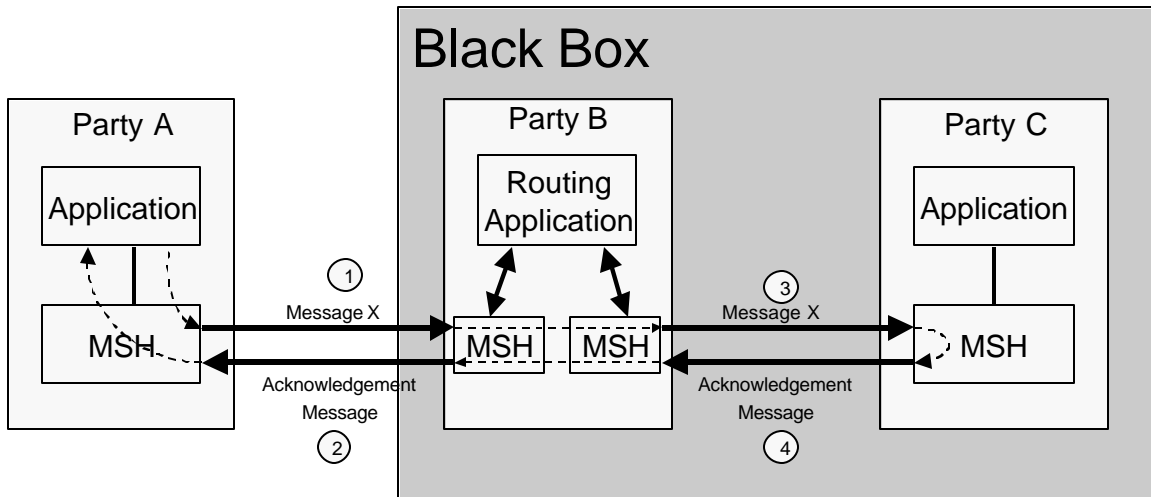 Black Box
Party A
Application
MSH
1
Message X
Acknowledgement
Message
2
Party B
Routing
Application
MSH
MSH
3
Message X
Acknowledgement
Message
4
Party C
Application
MSH